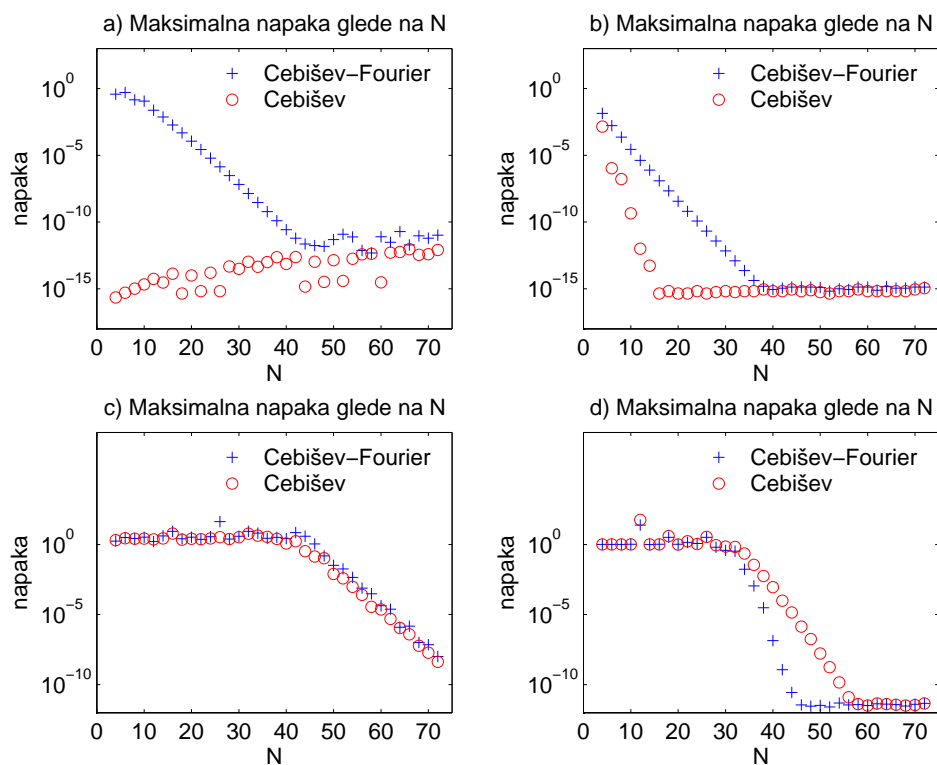 a) Maksimalna napaka glede na N
10^0
10^−5
10^−10
10^−15
napaka
Cebišev−Fourier
Cebišev
0 10 20 30 40 50 60 70
N
b) Maksimalna napaka glede na N
10^0
10^−5
10^−10
10^−15
napaka
Cebišev−Fourier
Cebišev
0 10 20 30 40 50 60 70
N
c) Maksimalna napaka glede na N
10^0
10^−5
10^−10
napaka
Cebišev−Fourier
Cebišev
0 10 20 30 40 50 60 70
N
d) Maksimalna napaka glede na N
10^0
10^−5
10^−10
napaka
Cebišev−Fourier
Cebišev
0 10 20 30 40 50 60 70
N